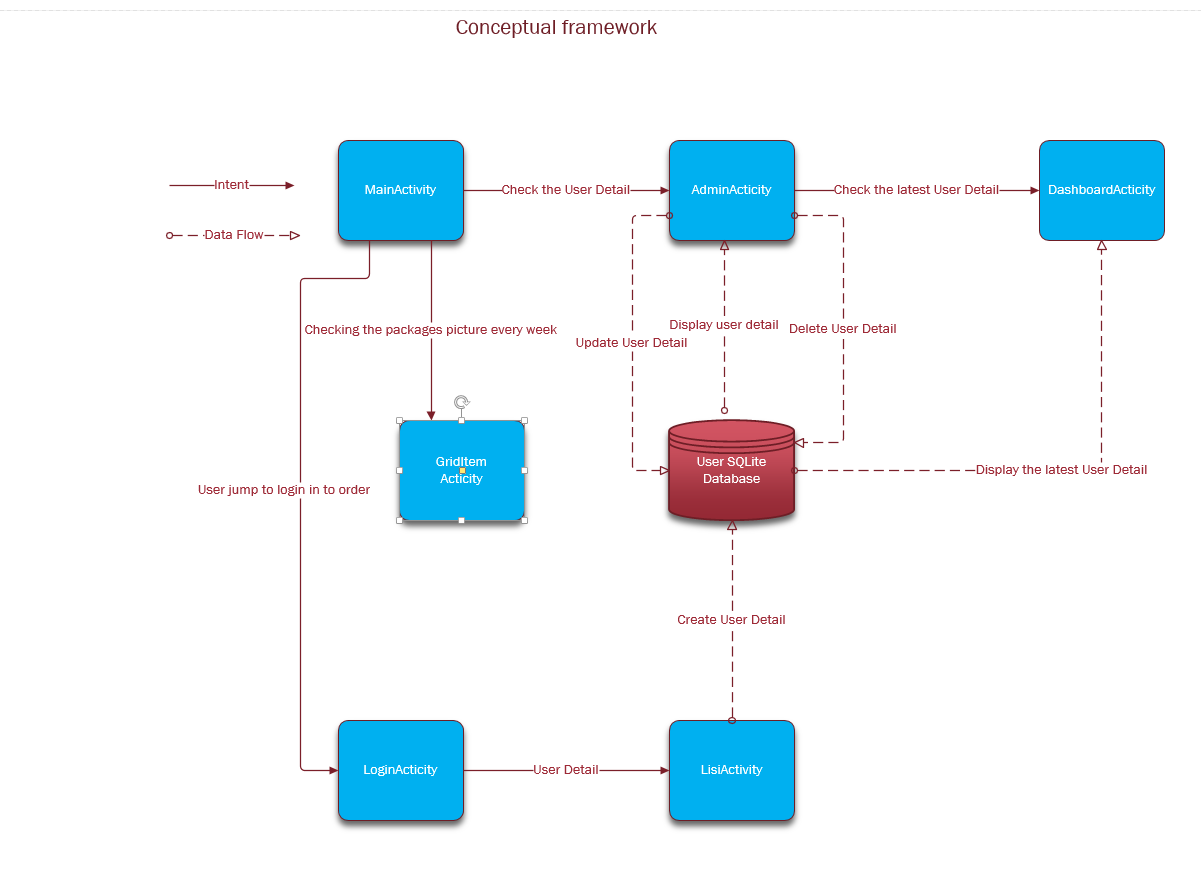 Conceptual framework
Intent
Data Flow
MainActivity
Check the User Detail
AdminActicity
Check the latest User Detail
DashboardActicity
Checking the packages picture every week
Update User Detail
Display user detail
Delete User Detail
GridItem
Acticity
User SQLite
Database
Display the latest User Detail
User jump to login in to order
Create User Detail
LoginActicity
User Detail
LisiActivity